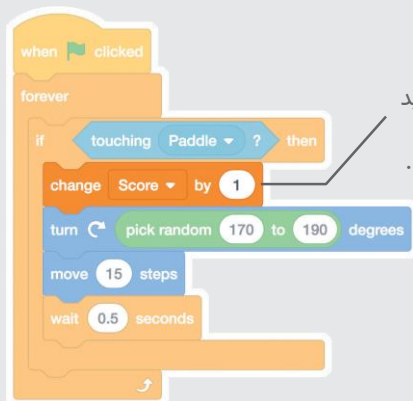 when clicked
forever
if touching Paddle ? then
change Score by 1
turn pick random 170 to 190 degrees
move 15 steps
wait 0.5 seconds